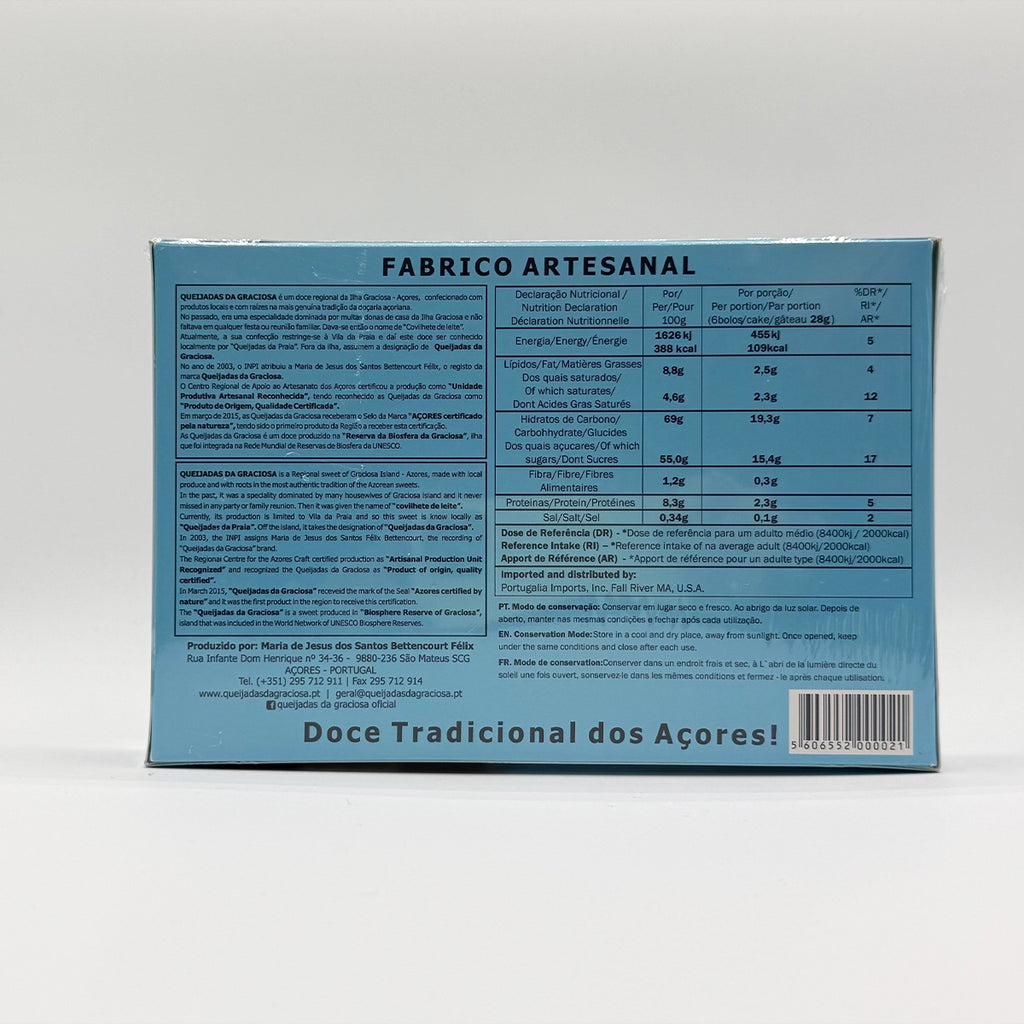 FABRICO ARTESANAL
QUEIJADAS DA GRACIOSA é um doce regional da Ilha Graciosa - Açores, confecionado com
produtos locais e com raízes na mais genuína tradição da doçaria açoriana.
No passado, era uma especialidade dominada por muitas donas de casa da Ilha Graciosa e não
faltava em qualquer festa ou reunião familiar. Dava-se então o nome de "Covilhete de leite".
Atualmente, a sua confecção restringe-se à Vila da Praia e daí este doce ser conhecido
localmente por "Queijadas da Praia". Fora da ilha, assumem a designação de Queijadas da
Graciosa.
No ano de 2003, o INPI atribuiu a Maria de Jesus dos Santos Bettencourt Félix, o registo da
marca Queijadas da Graciosa.
O Centro Regional de Apoio ao Artesanato dos Açores certificou a produção como "Unidade
Produtiva Artesanal Reconhecida", tendo reconhecido as Queijadas da Graciosa como
"Produto de Origem, Qualidade Certificada".
Em março de 2015, as Queijadas da Graciosa receberam o Selo da Marca "AÇORES certificado
pela natureza", tendo sido o primeiro produto da Região a receber esta certificação.
As Queijadas da Graciosa é um doce produzido na "Reserva da Biosfera da Graciosa", ilha
que foi integrada na Rede Mundial de Reservas de Biosfera da UNESCO.
QUEIJADAS DA GRACIOSA is a Regional sweet of Graciosa Island - Azores, made with local
produce and with roots in the most authentic tradition of the Azorean sweets.
In the past, it was a speciality dominated by many housewives of Graciosa island and it never
missed in any party or family reunion. Then it was given the name of "covilhete de leite".
Currently, its production is limited to Vila da Praia and so this sweet is know locally as
"Queijadas da Praia". Off the island, it takes the designation of "Queijadas da Graciosa".
In 2003, the INPI assigns Maria de Jesus dos Santos Félix Bettencourt, the recording of
"Queijadas da Graciosa" brand.
The Regional Centre for the Azores Craft certified production as "Artisanal Production Unit
Recognized" and recognized the Queijadas da Graciosa as "Product of origin, quality
certified".
In March 2015, "Queijadas da Graciosa" received the mark of the Seal "Azores certified by
nature" and it was the first product in the region to receive this certification.
The "Queijadas da Graciosa" is a sweet produced in "Biosphere Reserve of Graciosa",
island that was included in the World Network of UNESCO Biosphere Reserves.
Produzido por: Maria de Jesus dos Santos Bettencourt Félix
Rua Infante Dom Henrique nº 34-36 - 9880-236 São Mateus SCG
AÇORES - PORTUGAL
Tel. (+351) 295 712 911 | Fax 295 712 914
www.queijadasdagraciosa.pt | geral@queijadasdagraciosa.pt
f queijadas da graciosa oficial
Declaração Nutricional / Por/ Por porção/ %DR*/
Nutrition Declaration Per/Pour Per portion/Par portion RI*/
Déclaration Nutritionnelle 100g (6bolos/cake/gâteau 28g) AR*
Energia/Energy/Énergie 1626 kj 388 kcal 455 kj 109kcal 5
Lípidos/Fat/Matières Grasses 8,8g 2,5g 4
Dos quais saturados/
Of which saturates/ 4,6g 2,3g 12
Dont Acides Gras Saturés
Hidratos de Carbono/ 69g 19,3g 7
Carbohhydrate/Glucides
Dos quais açucares/Of which
sugars/Dont Sucres 55,0g 15,4g 17
Fibra/Fibre/Fibres 1,2g 0,3g
Alimentaires
Proteinas/Protein/Protéines 8,3g 2,3g 5
Sal/Salt/Sel 0,34g 0,1g 2
Dose de Referência (DR) - *Dose de referência para um adulto médio (8400kj / 2000kcal)
Reference Intake (RI) – *Reference intake of na average adult (8400kj/2000kcal)
Apport de Référence (AR) - *Apport de référence pour un adulte type (8400kj/2000kcal)
Imported and distributed by:
Portugalia Imports, Inc. Fall River MA, U.S.A.
PT. Modo de conservação: Conservar em lugar seco e fresco. Ao abrigo da luz solar. Depois de
aberto, manter nas mesmas condições e fechar após cada utilização.
EN. Conservation Mode:Store in a cool and dry place, away from sunlight. Once opened, keep
under the same conditions and close after each use.
FR. Mode de conservation:Conserver dans un endroit frais et sec, à L`abri de la lumière directe du
soleil une fois ouvert, sonservez-le dans les mêmes conditions et fermez - le après chaque utilisation.
Doce Tradicional dos Açores!
5 606552 000021